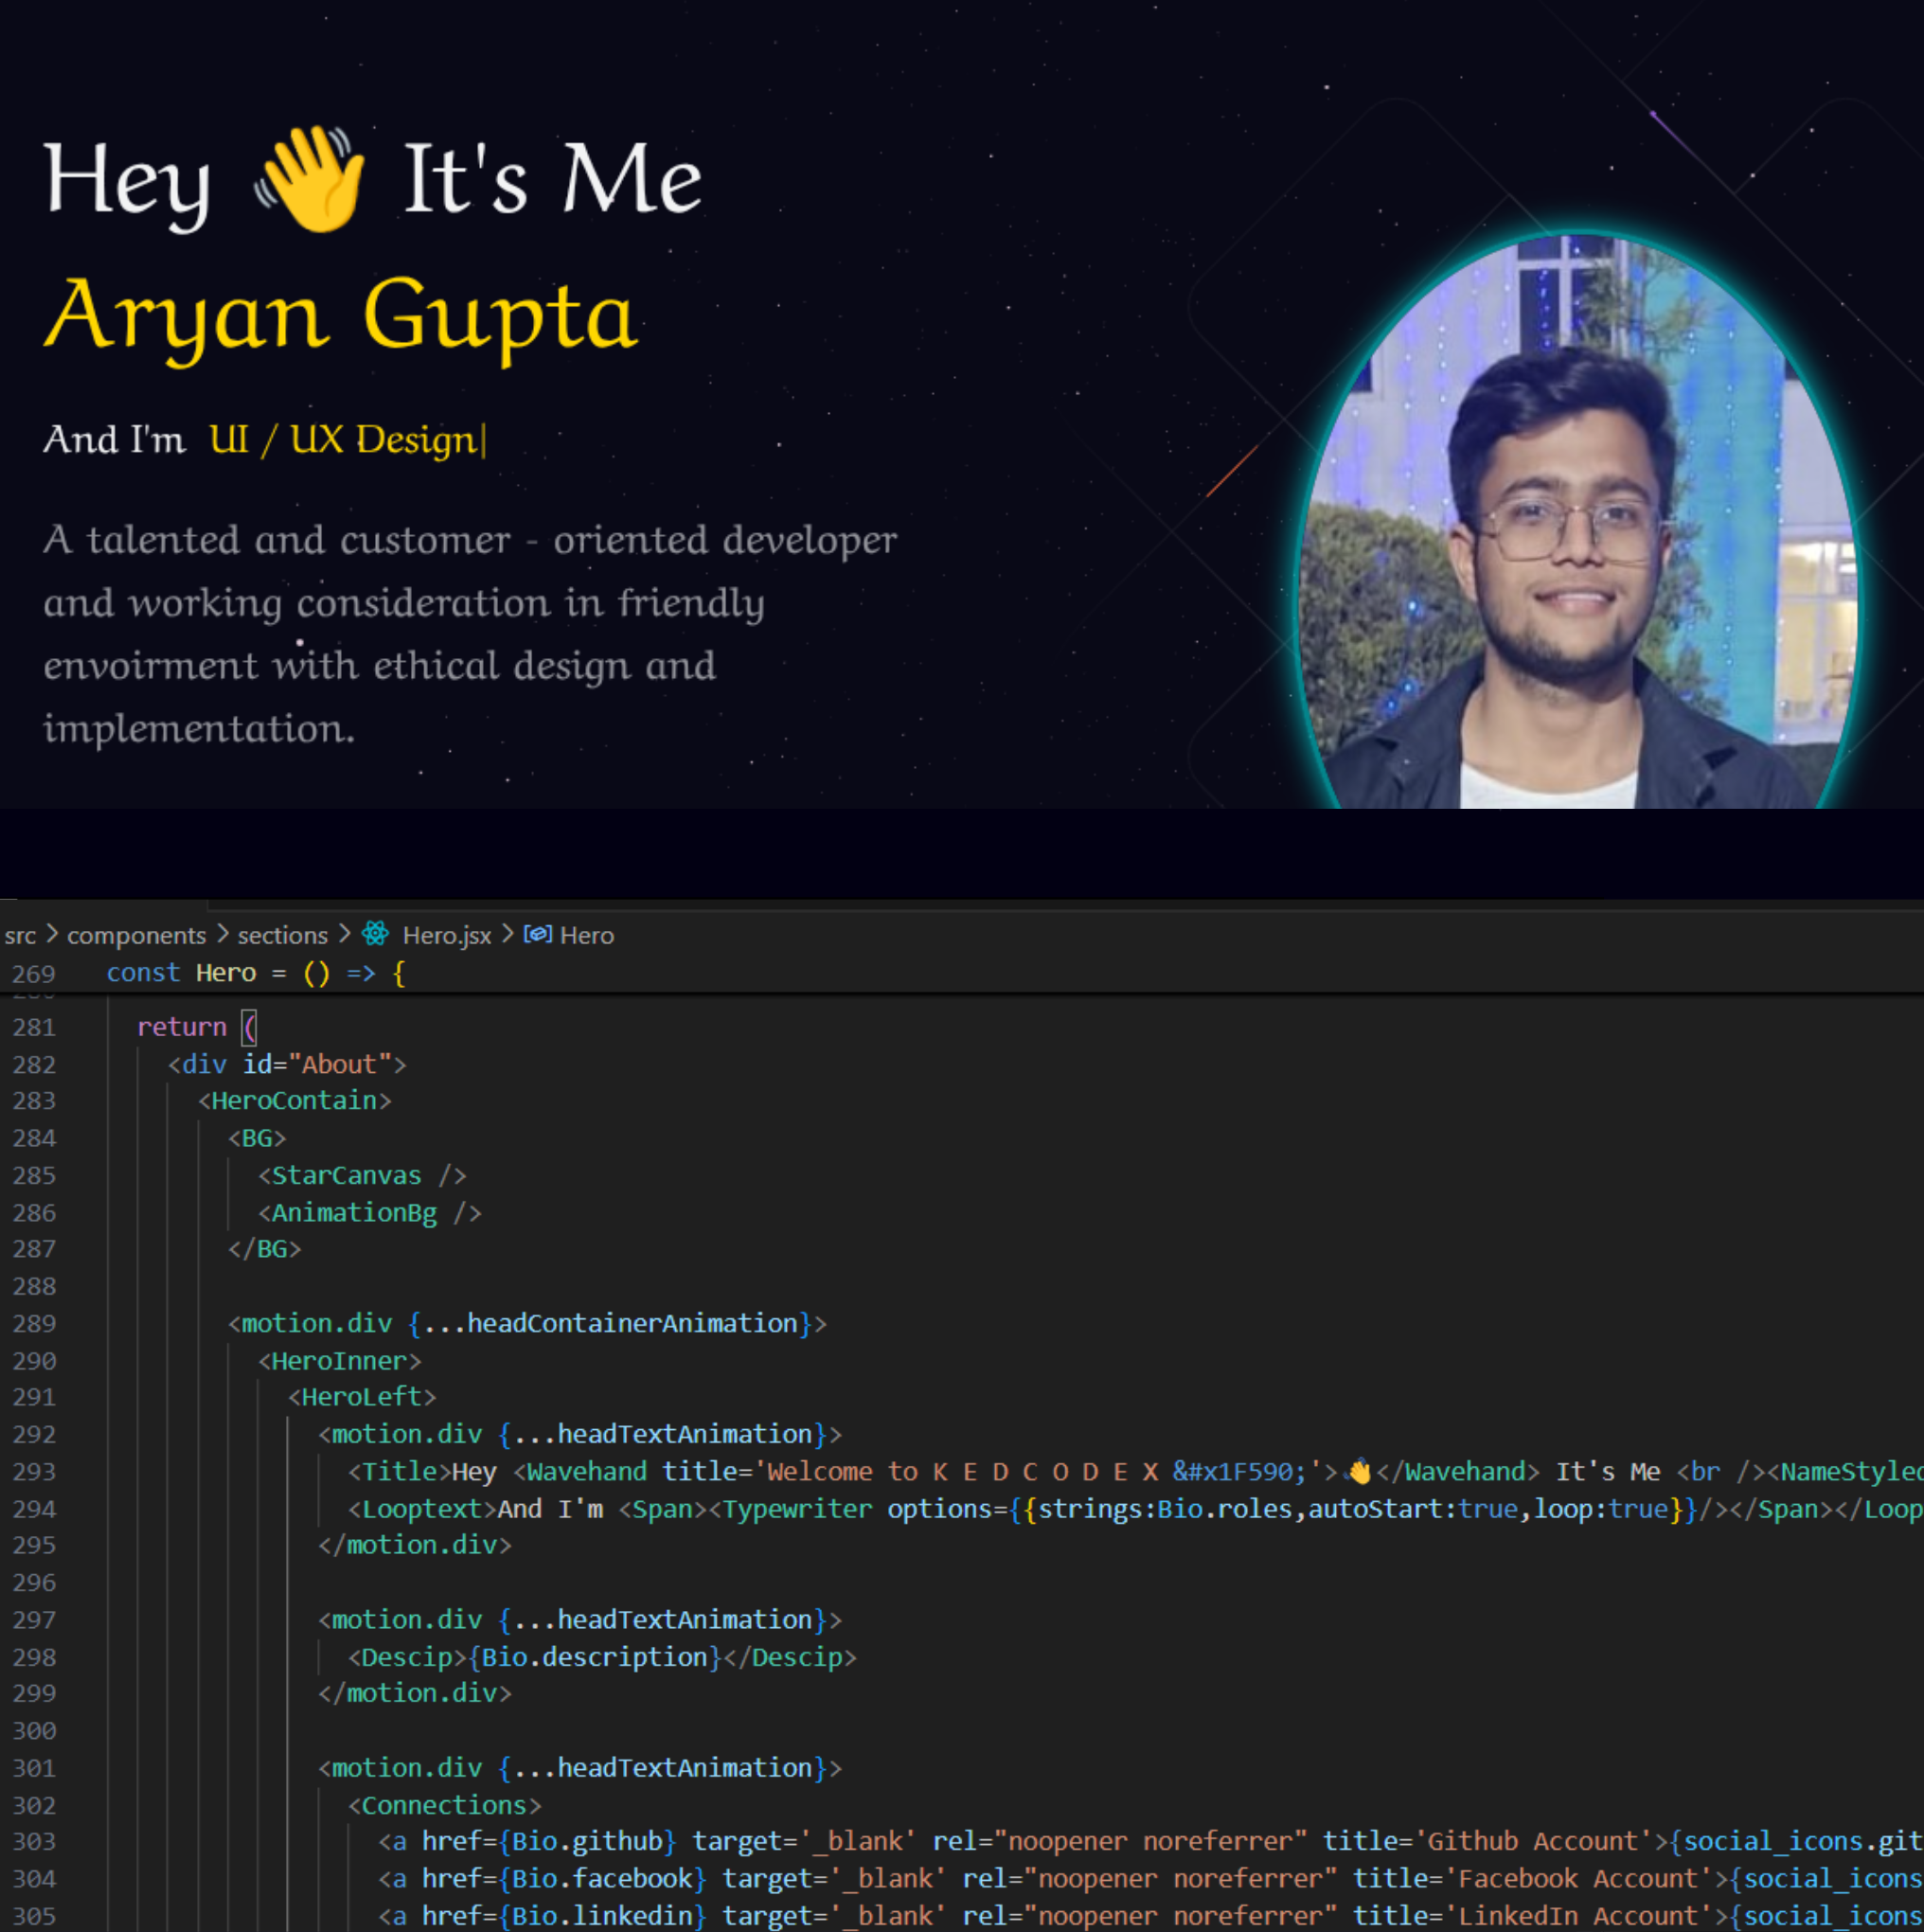 Hey 👋 It's Me
Aryan Gupta
And I'm UI / UX Design|
A talented and customer - oriented developer
and working consideration in friendly
envoirment with ethical design and
implementation.
src > components > sections > Hero.jsx > Hero
269 const Hero = () => {
281 return (
282 <div id="About">
283 <HeroContain>
284 <BG>
285 <StarCanvas />
286 <AnimationBg />
287 </BG>
288
289 <motion.div {...headContainerAnimation}>
290 <HeroInner>
291 <HeroLeft>
292 <motion.div {...headTextAnimation}>
293 <Title>Hey <Wavehand title='Welcome to K E D C O D E X &#x1F590;'>👋</Wavehand> It's Me <br /><NameStyled
294 <Looptext>And I'm <Span><Typewriter options={{strings:Bio.roles,autoStart:true,loop:true}}/></Span></Loop
295 </motion.div>
296
297 <motion.div {...headTextAnimation}>
298 <Descip>{Bio.description}</Descip>
299 </motion.div>
300
301 <motion.div {...headTextAnimation}>
302 <Connections>
303 <a href={Bio.github} target='_blank' rel="noopener noreferrer" title='Github Account'>{social_icons.git
304 <a href={Bio.facebook} target='_blank' rel="noopener noreferrer" title='Facebook Account'>{social_icons
305 <a href={Bio.linkedin} target='_blank' rel="noopener noreferrer" title='LinkedIn Account'>{social_icons